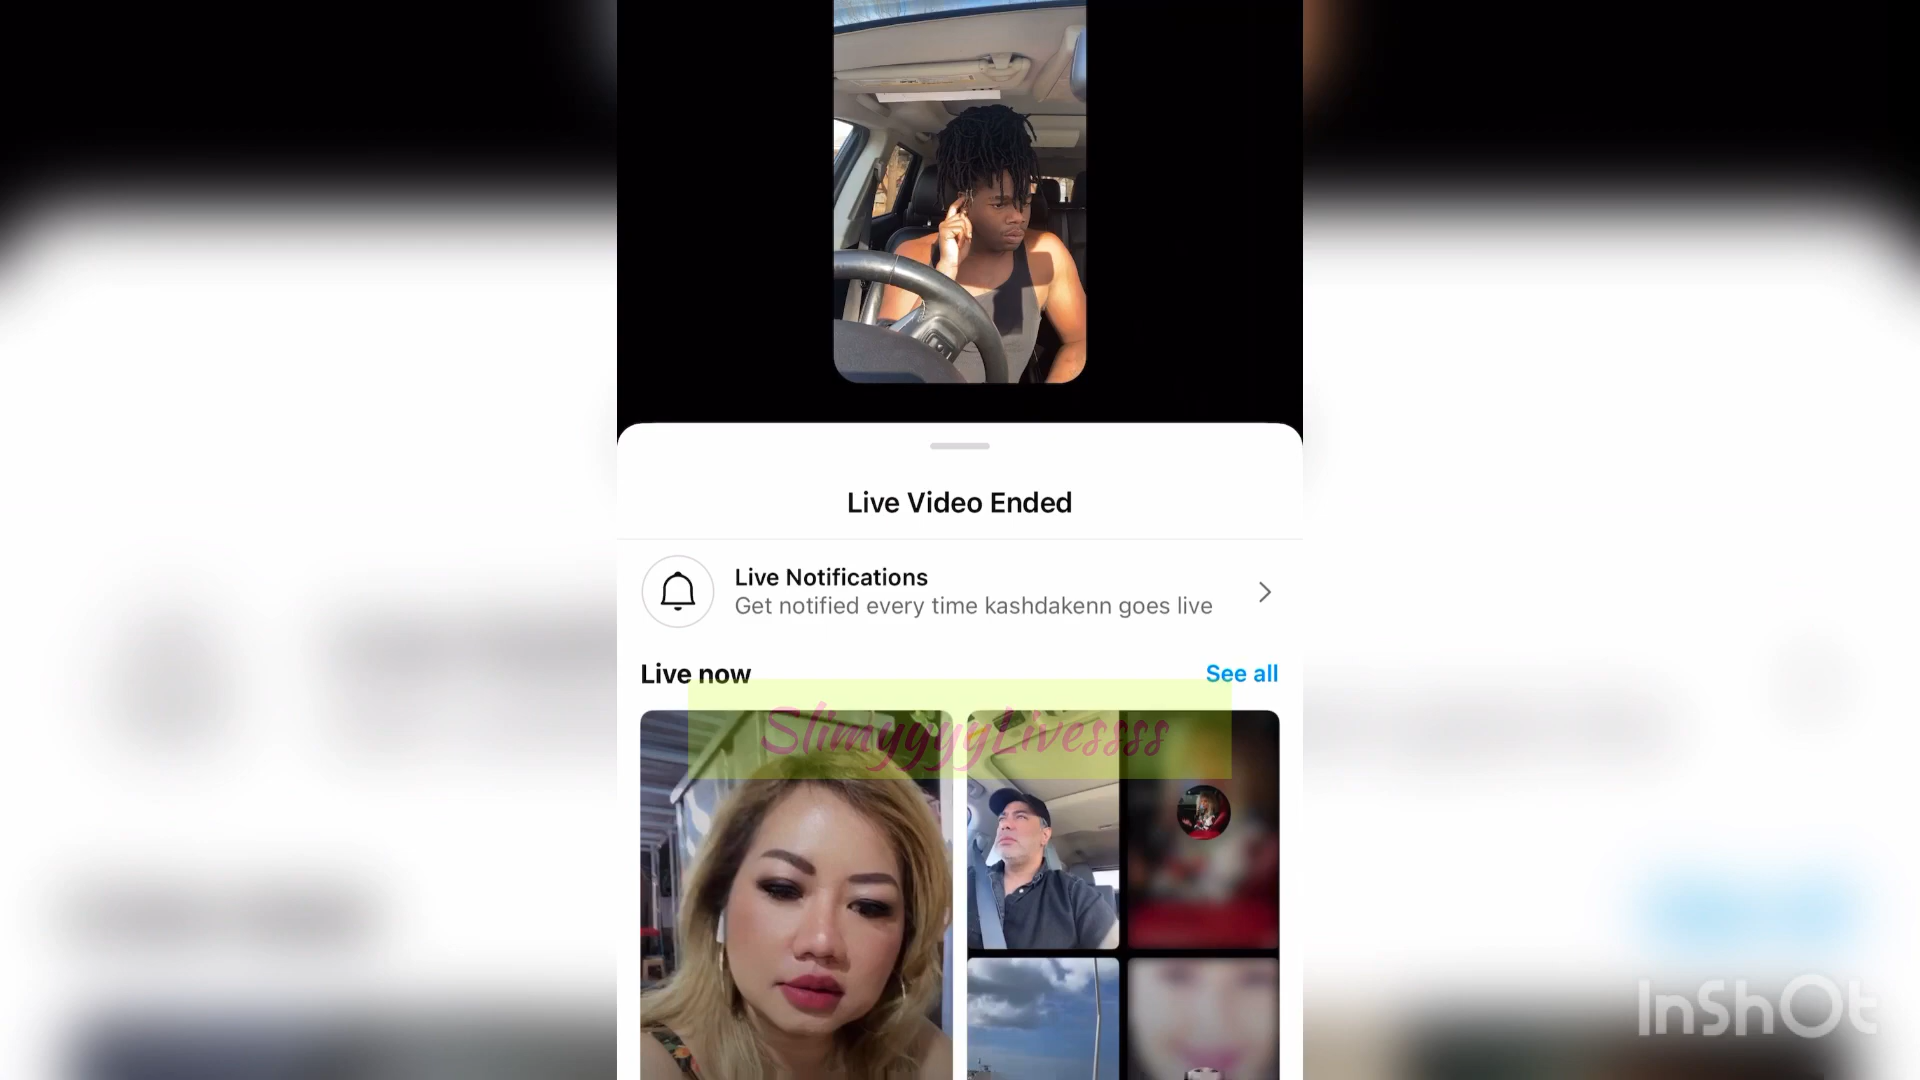 Live Video Ended
Live Notifications
Get notified every time kashdakenn goes live
Live now
See all
SlimyyyyLivessss
InShOt